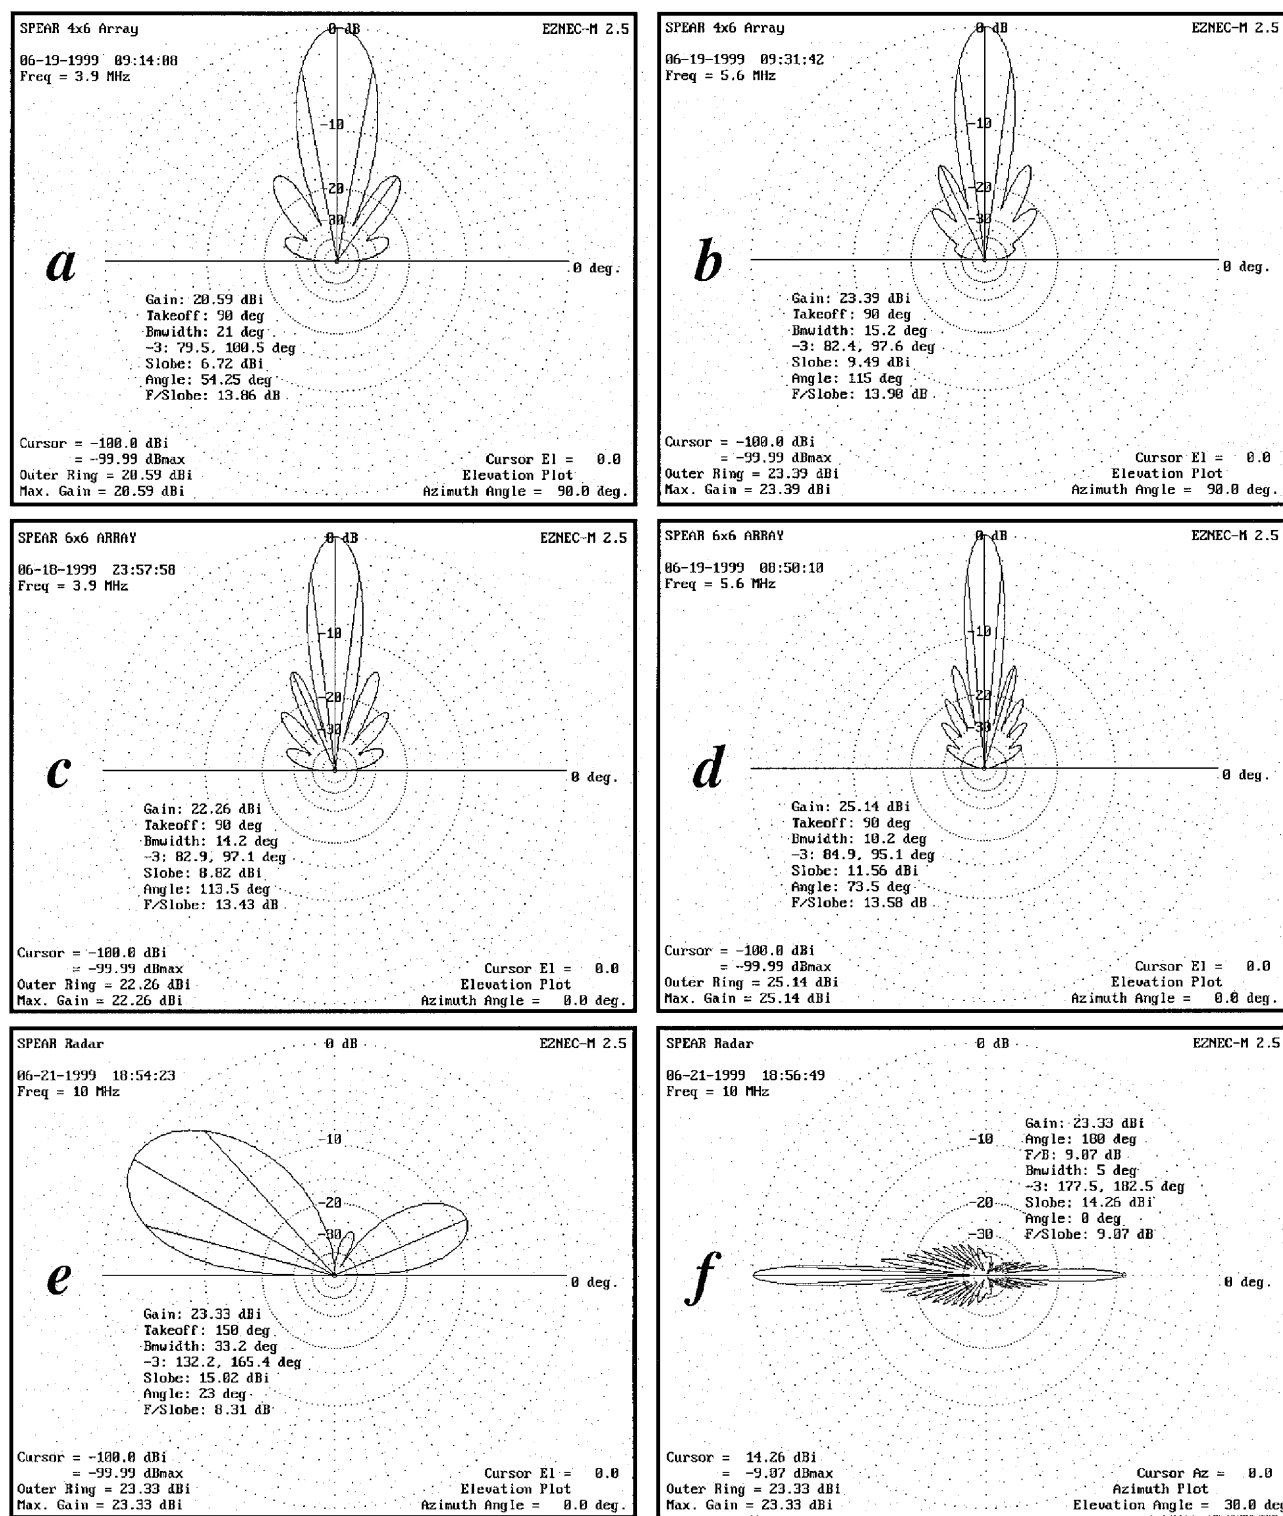 SPEAR 4x6 Array
0 dB
EZNEC-M 2.5
06-19-1999 09:14:08
Freq = 3.9 MHz
-10
-20
-30
a
0 deg.
Gain: 20.59 dBi
Takeoff: 90 deg
Bmwidth: 21 deg
-3: 79.5, 100.5 deg
Slobe: 6.72 dBi
Angle: 54.25 deg
F/Slobe: 13.86 dB
Cursor = -100.0 dBi
= -99.99 dBmax
Outer Ring = 20.59 dBi
Max. Gain = 20.59 dBi
Cursor El = 0.0
Elevation Plot
Azimuth Angle = 90.0 deg.
SPEAR 4x6 Array
0 dB
EZNEC-M 2.5
06-19-1999 09:31:42
Freq = 5.6 MHz
-10
-20
-30
b
0 deg.
Gain: 23.39 dBi
Takeoff: 90 deg
Bmwidth: 15.2 deg
-3: 82.4, 97.6 deg
Slobe: 9.49 dBi
Angle: 115 deg
F/Slobe: 13.90 dB
Cursor = -100.0 dBi
= -99.99 dBmax
Outer Ring = 23.39 dBi
Max. Gain = 23.39 dBi
Cursor El = 0.0
Elevation Plot
Azimuth Angle = 90.0 deg.
SPEAR 6x6 ARRAY
0 dB
EZNEC-M 2.5
06-18-1999 23:57:58
Freq = 3.9 MHz
-10
-20
-30
c
0 deg.
Gain: 22.26 dBi
Takeoff: 90 deg
Bmwidth: 14.2 deg
-3: 82.9, 97.1 deg
Slobe: 8.82 dBi
Angle: 113.5 deg
F/Slobe: 13.43 dB
Cursor = -100.0 dBi
= -99.99 dBmax
Outer Ring = 22.26 dBi
Max. Gain = 22.26 dBi
Cursor El = 0.0
Elevation Plot
Azimuth Angle = 0.0 deg.
SPEAR 6x6 ARRAY
0 dB
EZNEC-M 2.5
06-19-1999 08:50:10
Freq = 5.6 MHz
-10
-20
-30
d
0 deg.
Gain: 25.14 dBi
Takeoff: 90 deg
Bmwidth: 10.2 deg
-3: 84.9, 95.1 deg
Slobe: 11.56 dBi
Angle: 73.5 deg
F/Slobe: 13.58 dB
Cursor = -100.0 dBi
= -99.99 dBmax
Outer Ring = 25.14 dBi
Max. Gain = 25.14 dBi
Cursor El = 0.0
Elevation Plot
Azimuth Angle = 0.0 deg.
SPEAR Radar
0 dB
EZNEC-M 2.5
06-21-1999 18:54:23
Freq = 10 MHz
-10
-20
-30
e
0 deg.
Gain: 23.33 dBi
Takeoff: 150 deg
Bmwidth: 33.2 deg
-3: 132.2, 165.4 deg
Slobe: 15.02 dBi
Angle: 23 deg
F/Slobe: 8.31 dB
Cursor = -100.0 dBi
= -99.99 dBmax
Outer Ring = 23.33 dBi
Max. Gain = 23.33 dBi
Cursor El = 0.0
Elevation Plot
Azimuth Angle = 0.0 deg.
SPEAR Radar
0 dB
EZNEC-M 2.5
06-21-1999 18:56:49
Freq = 10 MHz
-10
-20
-30
Gain: 23.33 dBi
Angle: 180 deg
F/B: 9.07 dB
Bmwidth: 5 deg
-3: 177.5, 182.5 deg
Slobe: 14.26 dBi
Angle: 0 deg
F/Slobe: 9.07 dB
f
0 deg.
Cursor = 14.26 dBi
= -9.07 dBmax
Outer Ring = 23.33 dBi
Max. Gain = 23.33 dBi
Cursor Az = 0.0
Azimuth Plot
Elevation Angle = 30.0 deg